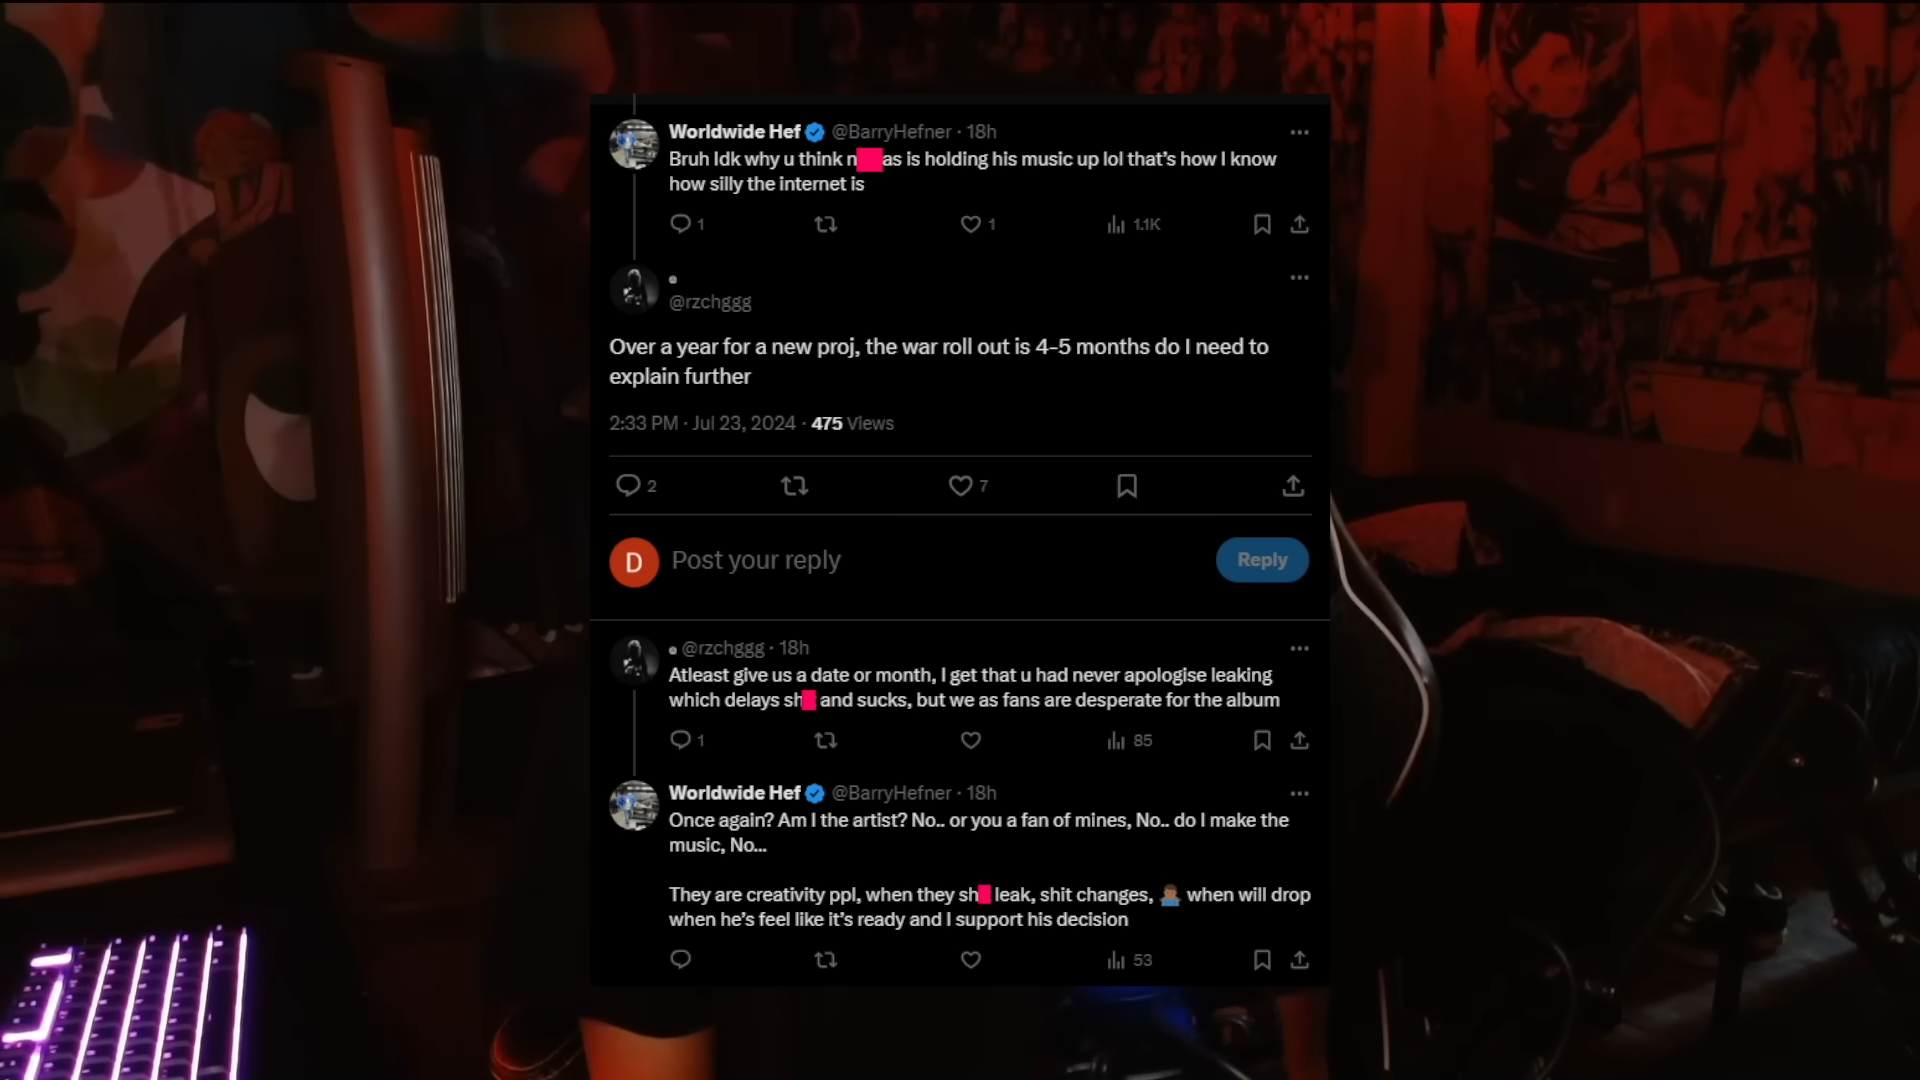 Worldwide Hef @BarryHefner · 18h
Bruh Idk why u think n as is holding his music up lol that's how I know
how silly the internet is
1 1 1.1K
@rzchggg
Over a year for a new proj, the war roll out is 4-5 months do I need to
explain further
2:33 PM · Jul 23, 2024 · 475 Views
2 7
D Post your reply Reply
@rzchggg · 18h
Atleast give us a date or month, I get that u had never apologise leaking
which delays sh and sucks, but we as fans are desperate for the album
1 85
Worldwide Hef @BarryHefner · 18h
Once again? Am I the artist? No.. or you a fan of mines, No.. do I make the
music, No...
They are creativity ppl, when they sh leak, shit changes, 🤷🏽‍♂️ when will drop
when he's feel like it's ready and I support his decision
53